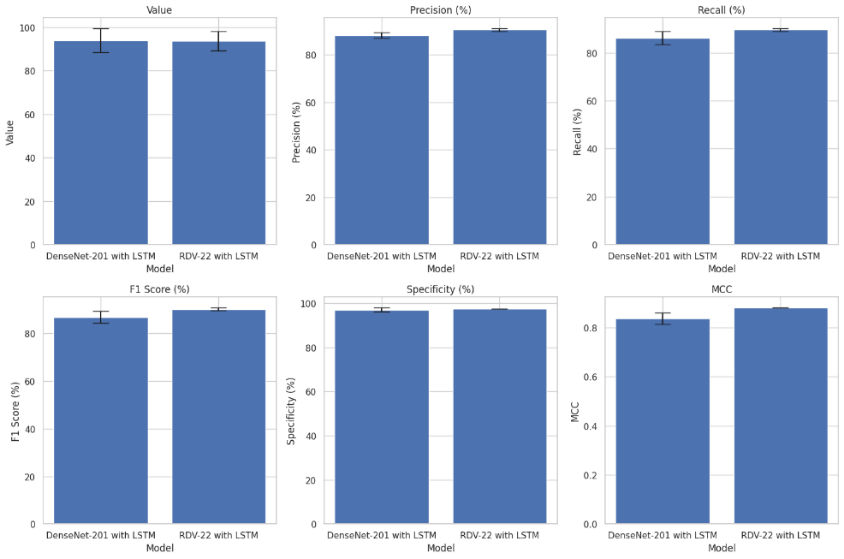 Value
Value
100
80
60
40
20
0
DenseNet-201 with LSTM RDV-22 with LSTM
Model
Precision (%)
Precision (%)
80
60
40
20
0
DenseNet-201 with LSTM RDV-22 with LSTM
Model
Recall (%)
Recall (%)
80
60
40
20
0
DenseNet-201 with LSTM RDV-22 with LSTM
Model
F1 Score (%)
F1 Score (%)
80
60
40
20
0
DenseNet-201 with LSTM RDV-22 with LSTM
Model
Specificity (%)
Specificity (%)
100
80
60
40
20
0
DenseNet-201 with LSTM RDV-22 with LSTM
Model
MCC
MCC
0.8
0.6
0.4
0.2
0.0
DenseNet-201 with LSTM RDV-22 with LSTM
Model